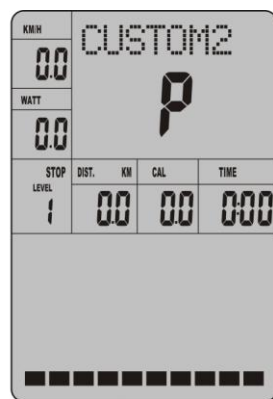 KM/H
0.0
CUSTOM2
P
WATT
0.0
STOP
LEVEL
1
DIST. KM
0.0
CAL
0.0
TIME
0:00